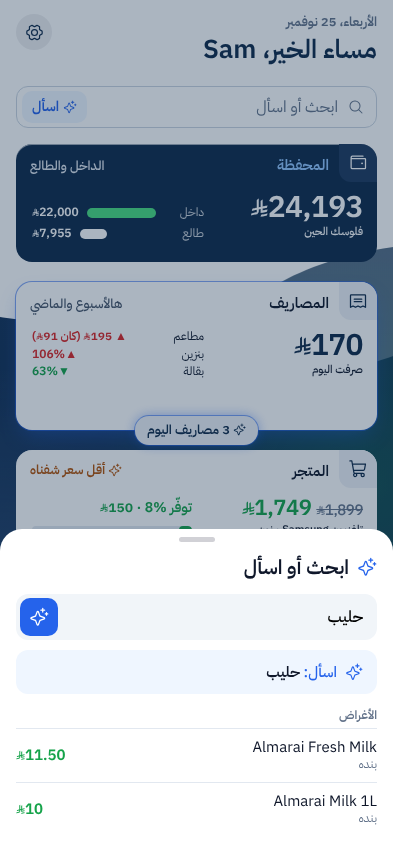 الأربعاء، 25 نوفمبر
مساء الخير، Sam
ابحث أو اسأل
اسأل
المحفظة
الداخل والطالع
24,193
فلوسك الحين
داخل 22,000
طالع 7,955
المصاريف
هالأسبوع والماضي
170
صرفت اليوم
مطاعم ▲ 195 (كان 91)
بنزين ▲106%
بقالة ▼63%
3 مصاريف اليوم
المتجر
أقل سعر شفناه
1,899 1,749
توفّر 8% · 150
Samsung
ابحث أو اسأل
حليب
اسأل: حليب
الأغراض
Almarai Fresh Milk
بنده
11.50
Almarai Milk 1L
بنده
10